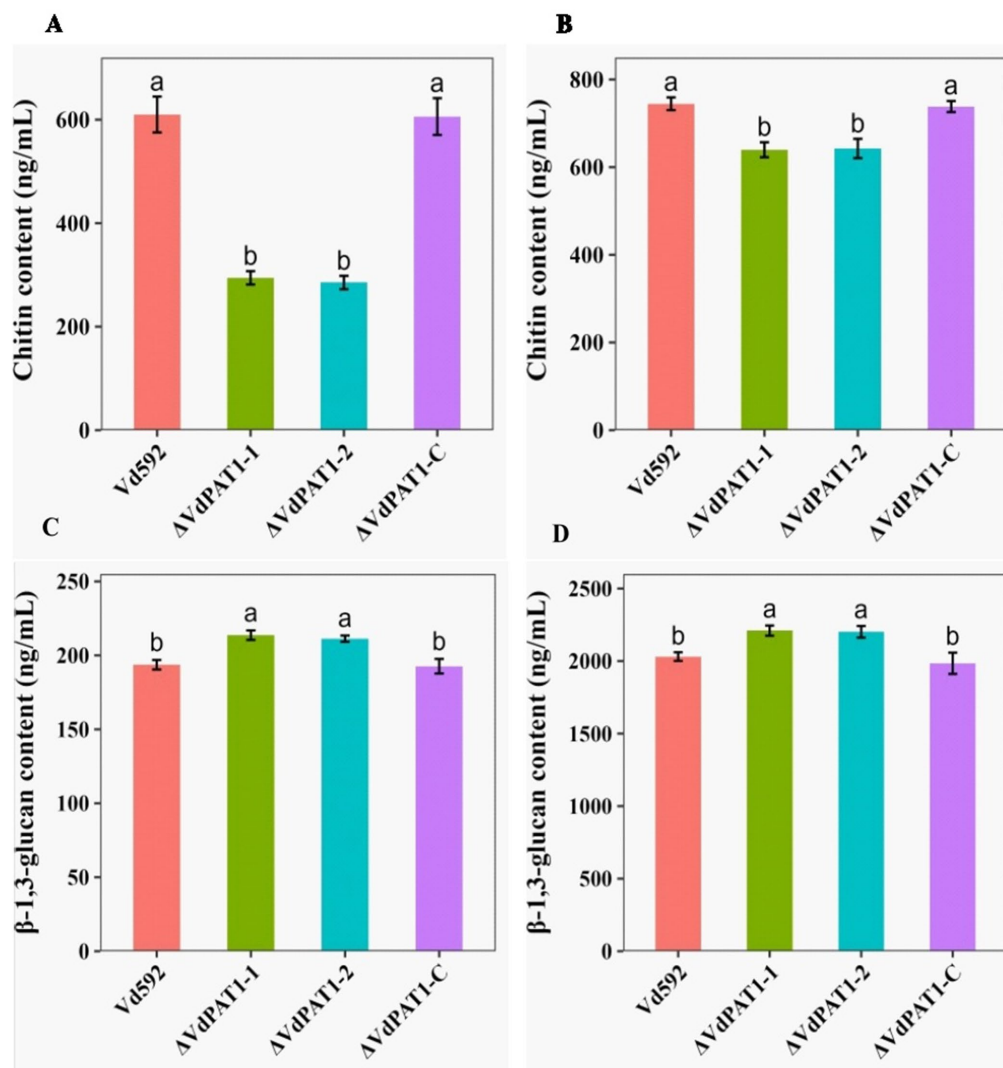 A
Chitin content (ng/mL)
600
400
200
0
a
b
b
a
Vd592
ΔVdPAT1-1
ΔVdPAT1-2
ΔVdPAT1-C
B
Chitin content (ng/mL)
800
600
400
200
0
a
b
b
a
Vd592
ΔVdPAT1-1
ΔVdPAT1-2
ΔVdPAT1-C
C
β-1,3-glucan content (ng/mL)
250
200
150
100
50
0
b
a
a
b
Vd592
ΔVdPAT1-1
ΔVdPAT1-2
ΔVdPAT1-C
D
β-1,3-glucan content (ng/mL)
2500
2000
1500
1000
500
0
b
a
a
b
Vd592
ΔVdPAT1-1
ΔVdPAT1-2
ΔVdPAT1-C